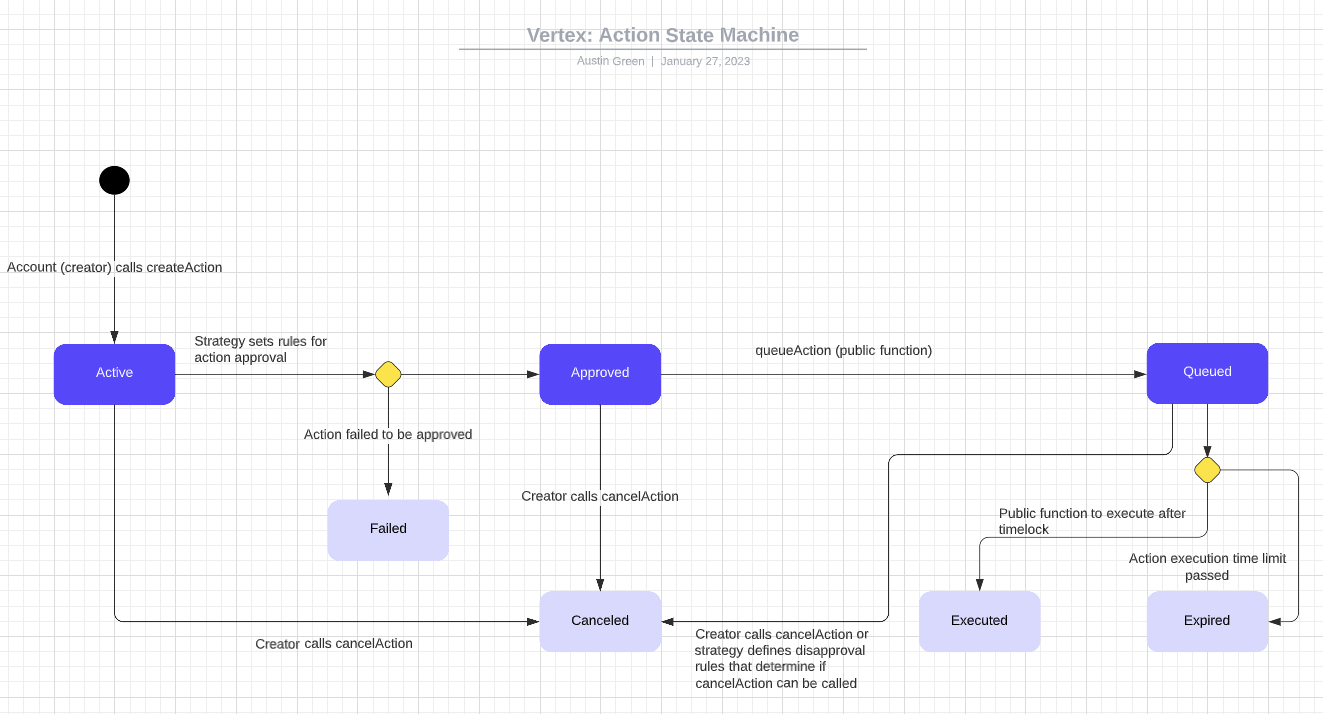 Vertex: Action State Machine
Austin Green | January 27, 2023
Account (creator) calls createAction
Strategy sets rules for
action approval
queueAction (public function)
Active
Approved
Queued
Action failed to be approved
Creator calls cancelAction
Public function to execute after
timelock
Failed
Action execution time limit
passed
Canceled
Executed
Expired
Creator calls cancelAction
Creator calls cancelAction or
strategy defines disapproval
rules that determine if
cancelAction can be called